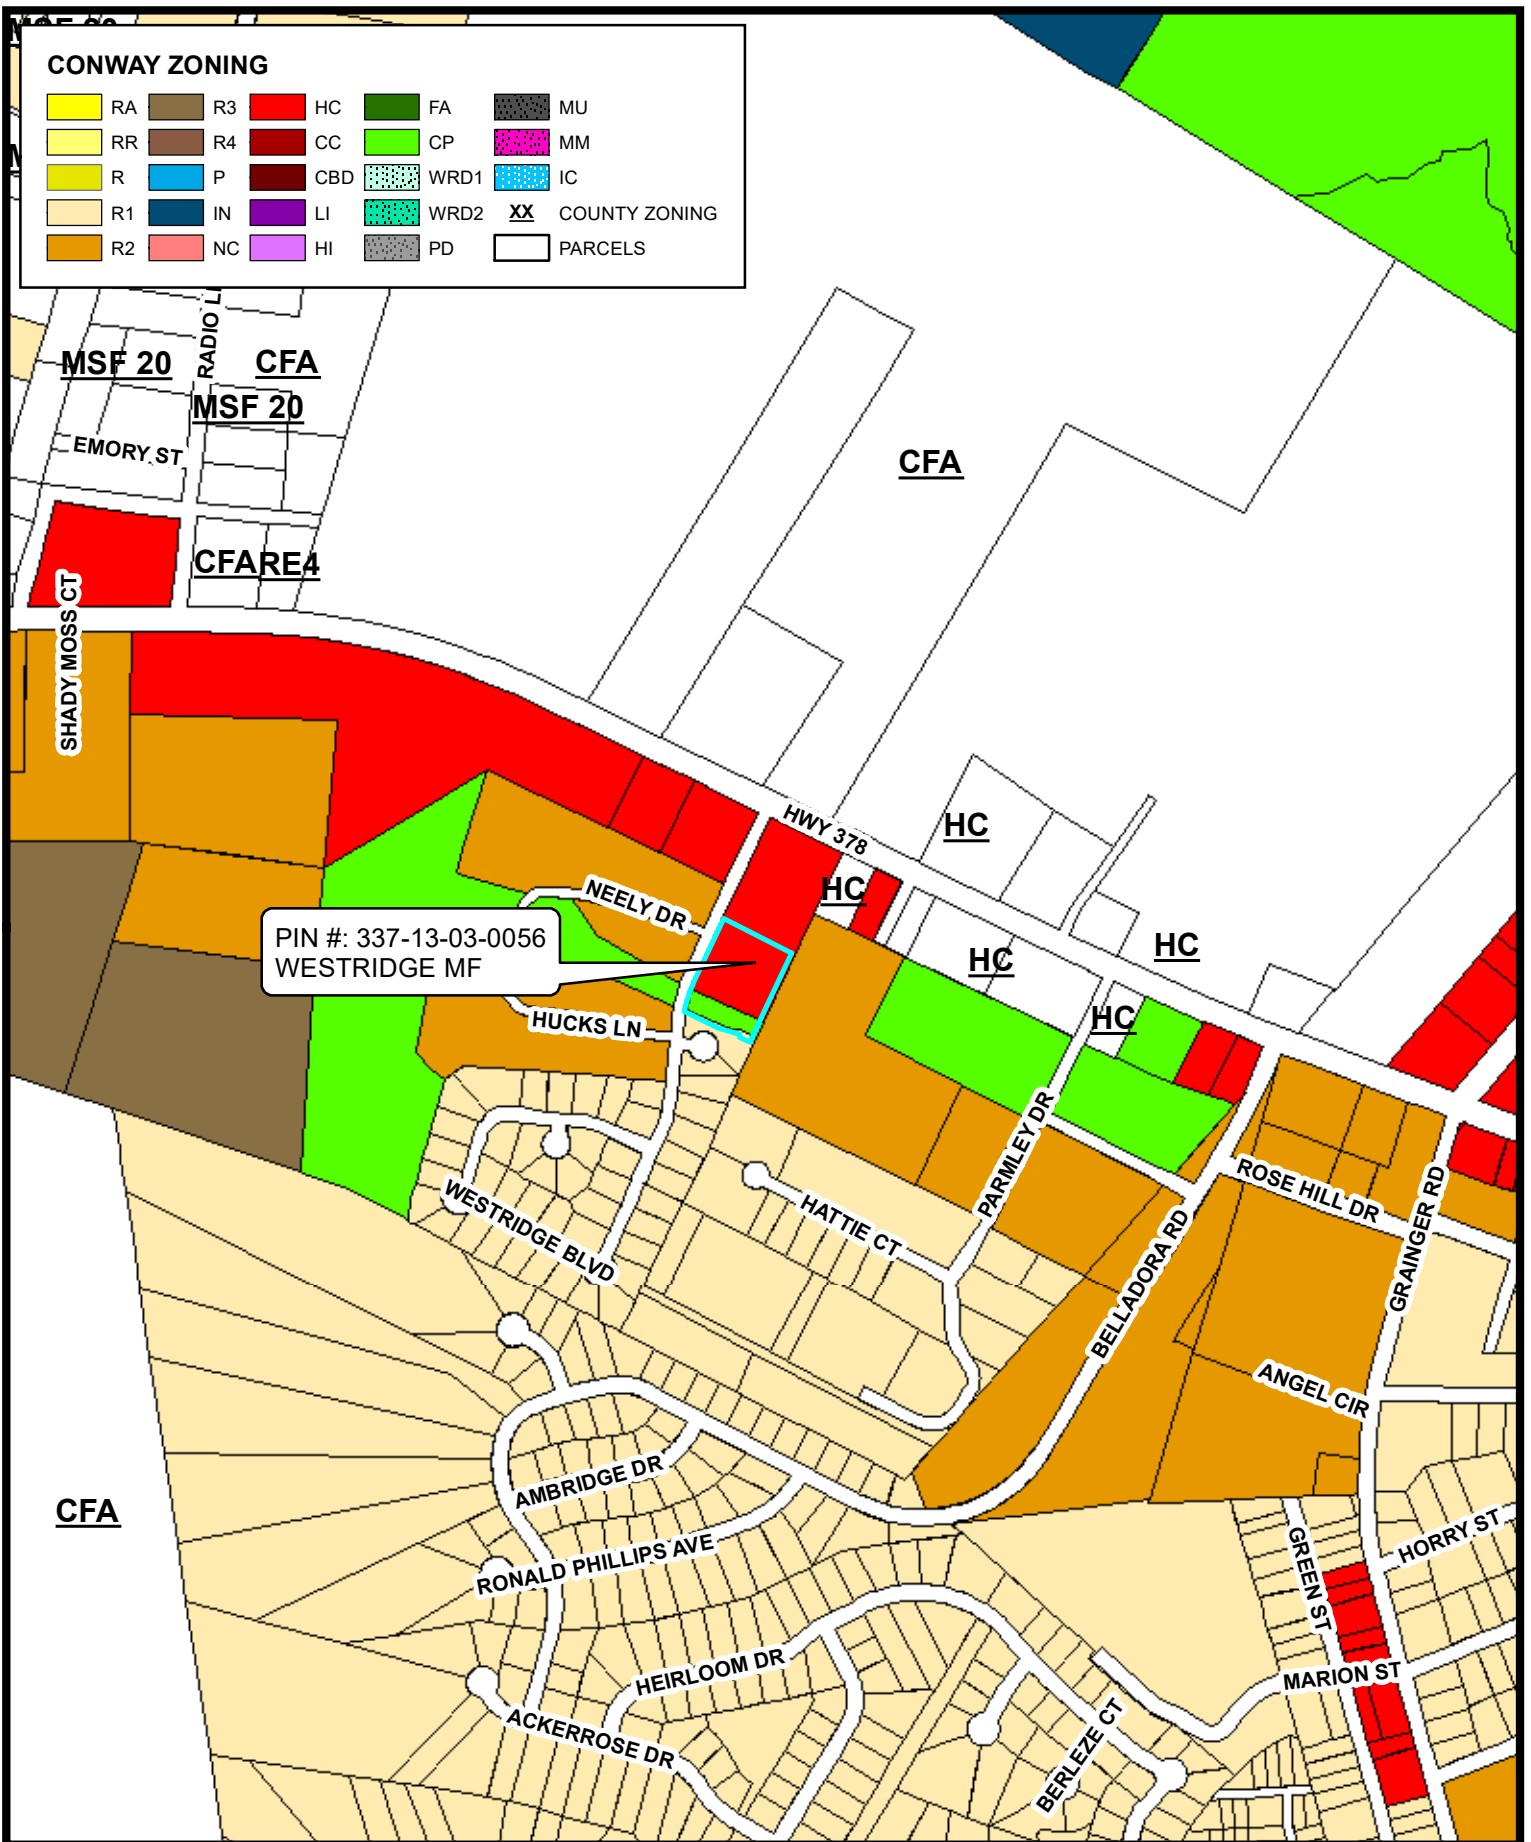 MSF 20
CONWAY ZONING
RA R3 HC FA MU
RR R4 CC CP MM
R P CBD WRD1 IC
R1 IN LI WRD2 XX COUNTY ZONING
R2 NC HI PD PARCELS
MSF 20
CFA
MSF 20
EMORY ST
CFA
CFA RE4
SHADY MOSS CT
HWY 378
HC
HC
NEELY DR
PIN #: 337-13-03-0056
WESTRIDGE MF
HC
HC
HC
HUCKS LN
PARMLEY DR
ROSE HILL DR
WESTRIDGE BLVD
HATTIE CT
BELLADORA RD
GRAINGER RD
ANGEL CIR
AMBRIDGE DR
CFA
RONALD PHILLIPS AVE
HORRY ST
GREEN ST
HEIRLOOM DR
MARION ST
ACKERROSE DR
BERLEZE CT